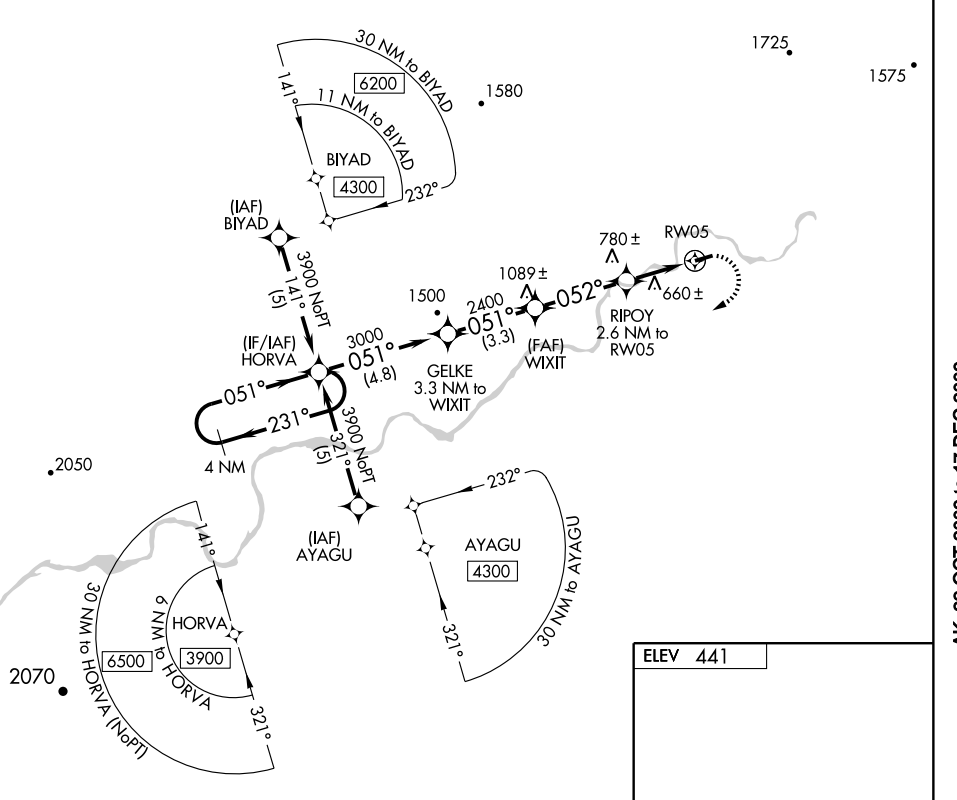 1725
1575
30 NM to BIYAD
6200
1580
141°
11 NM to BIYAD
BIYAD
4300
232°
(IAF)
BIYAD
3900 NoPT
141°
(5)
780±
RW05
1089±
660±
1500
2400
052°
051°
(3.3)
RIPOY
2.6 NM to
RW05
(FAF)
WIXIT
(IF/IAF)
HORVA
3000
051°
(4.8)
GELKE
3.3 NM to
WIXIT
051°
231°
4 NM
3900 NoPT
321°
(5)
2050
(IAF)
AYAGU
232°
AYAGU
4300
30 NM to AYAGU
321°
141°
HORVA
6 NM to HORVA
3900
6500
30 NM to HORVA (NoPT)
321°
2070
ELEV 441